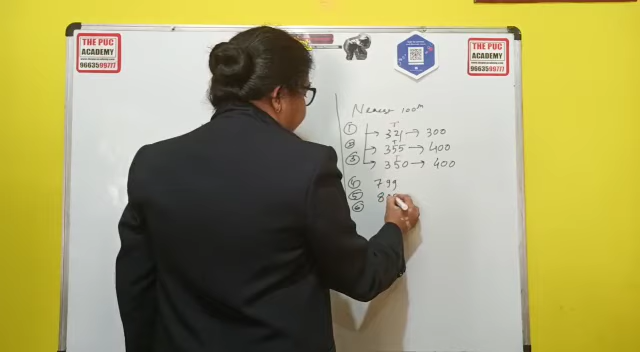 THE PUC
ACADEMY
9663599777
THE PUC
ACADEMY
9663599777
Nearest 100th
T
① → 321 → 300
T
② → 355 → 400
T
③ → 350 → 400
④ 799
⑤ 8
⑥